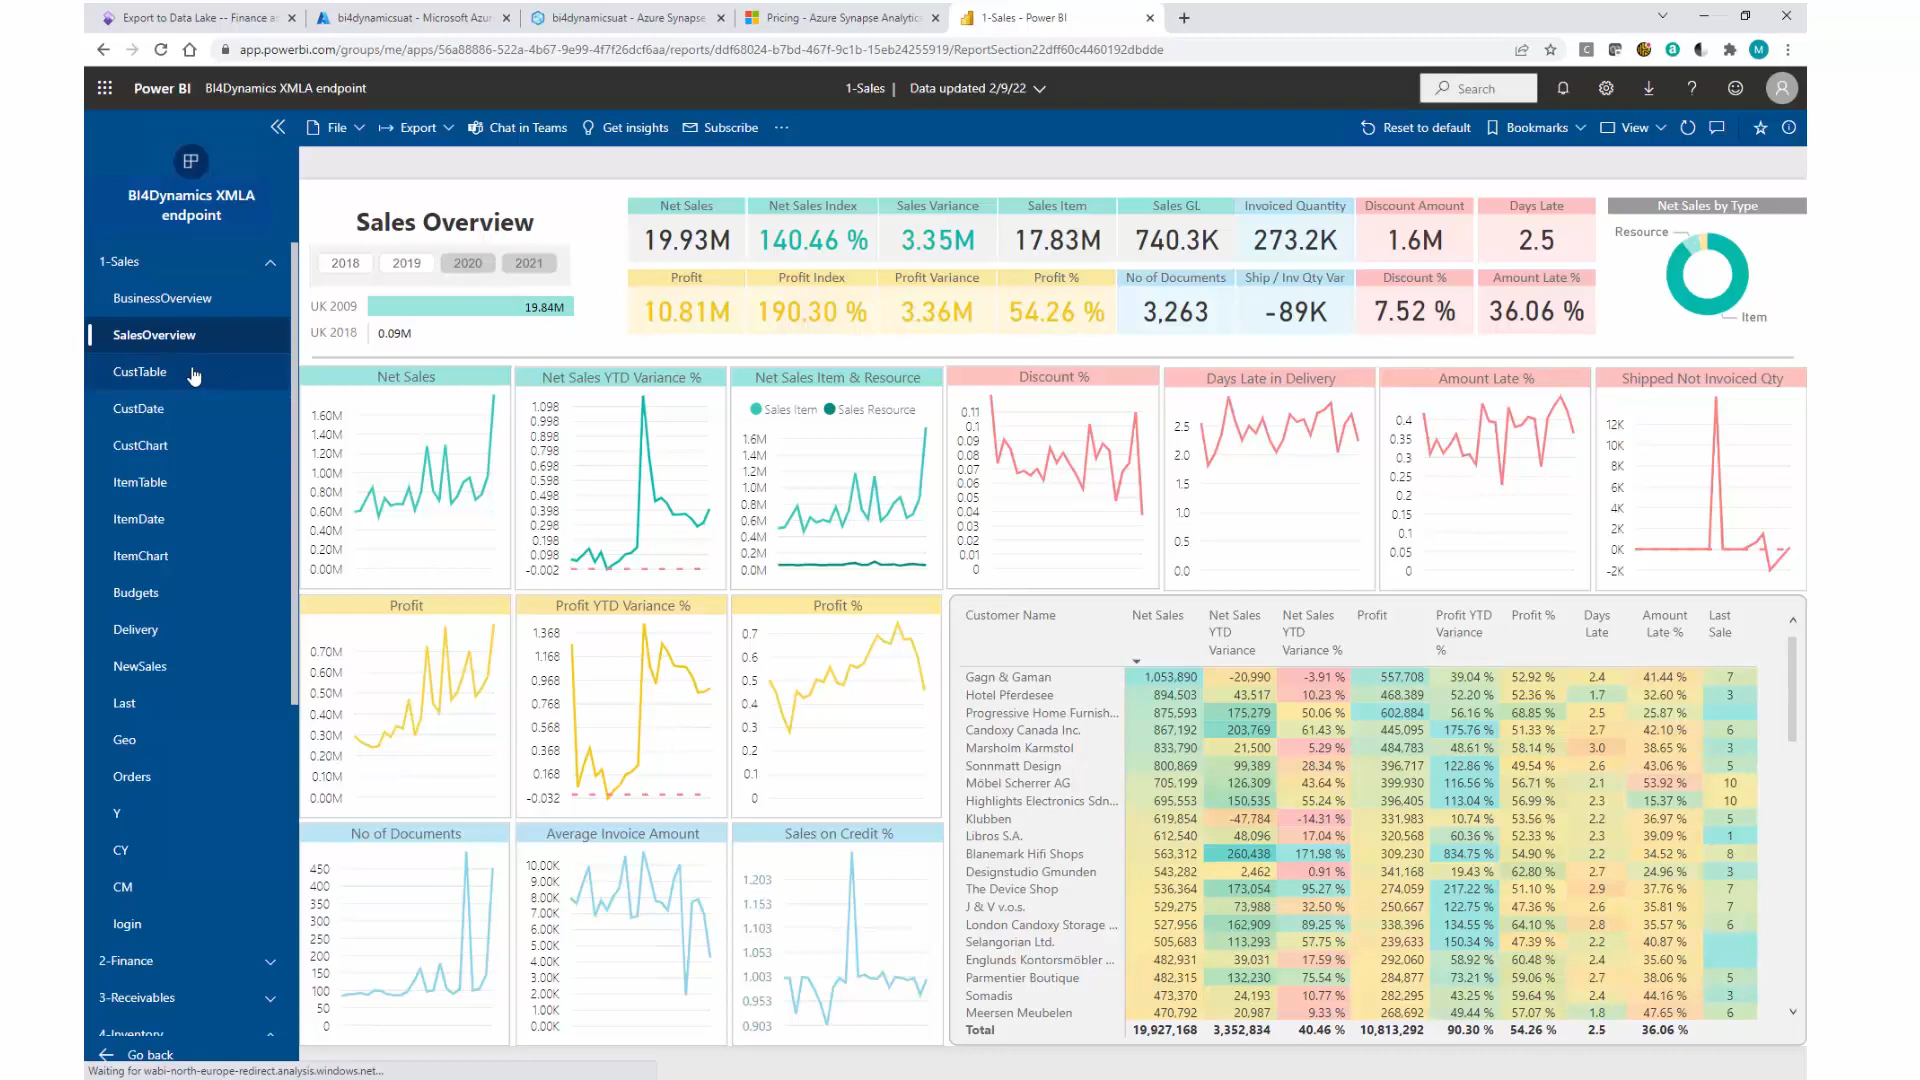 Export to Data Lake -- Finance a
bi4dynamicsuat - Microsoft Azur
bi4dynamicsuat - Azure Synapse
Pricing - Azure Synapse Analytic
1-Sales - Power BI
app.powerbi.com/groups/me/apps/56a88886-522a-4b67-9e99-4f7f26dcf6aa/reports/ddf68024-b7bd-467f-9c1b-15eb24255919/ReportSection22dff60c4460192dbdde
Power BI BI4Dynamics XMLA endpoint
1-Sales | Data updated 2/9/22
Search
File Export Chat in Teams Get insights Subscribe ...
Reset to default Bookmarks View
BI4Dynamics XMLA
endpoint
1-Sales
BusinessOverview
SalesOverview
CustTable
CustDate
CustChart
ItemTable
ItemDate
ItemChart
Budgets
Delivery
NewSales
Last
Geo
Orders
Y
CY
CM
login
2-Finance
3-Receivables
4-Inventory
Go back
Waiting for wabi-north-europe-redirect.analysis.windows.net...
Sales Overview
2018 2019 2020 2021
UK 2009 19.84M
UK 2018 0.09M
Net Sales Net Sales Index Sales Variance Sales Item Sales GL Invoiced Quantity Discount Amount Days Late
19.93M 140.46 % 3.35M 17.83M 740.3K 273.2K 1.6M 2.5
Profit Profit Index Profit Variance Profit % No of Documents Ship / Inv Qty Var Discount % Amount Late %
10.81M 190.30 % 3.36M 54.26 % 3,263 -89K 7.52 % 36.06 %
Net Sales by Type
Resource
Item
Net Sales
1.60M
1.40M
1.20M
1.00M
0.80M
0.60M
0.40M
0.20M
0.00M
Net Sales YTD Variance %
1.098
0.998
0.898
0.798
0.698
0.598
0.498
0.398
0.298
0.198
0.098
-0.002
Net Sales Item & Resource
Sales Item Sales Resource
1.6M
1.4M
1.2M
1.0M
0.8M
0.6M
0.4M
0.2M
0.0M
Discount %
0.11
0.1
0.09
0.08
0.07
0.06
0.05
0.04
0.03
0.02
0.01
0
Days Late in Delivery
2.5
2.0
1.5
1.0
0.5
0.0
Amount Late %
0.4
0.35
0.3
0.25
0.2
0.15
0.1
0.05
0
Shipped Not Invoiced Qty
12K
10K
8K
6K
4K
2K
0K
-2K
Profit
0.70M
0.60M
0.50M
0.40M
0.30M
0.20M
0.10M
0.00M
Profit YTD Variance %
1.368
1.168
0.968
0.768
0.568
0.368
0.168
-0.032
Profit %
0.7
0.6
0.5
0.4
0.3
0.2
0.1
0
No of Documents
450
400
350
300
250
200
150
100
50
0
Average Invoice Amount
10.00K
9.00K
8.00K
7.00K
6.00K
5.00K
4.00K
3.00K
2.00K
1.00K
0.00K
Sales on Credit %
1.203
1.153
1.103
1.053
1.003
0.953
0.903
Customer Name Net Sales Net Sales Net Sales Profit Profit YTD Profit % Days Amount Last
YTD YTD Variance Late Late % Sale
Variance Variance % %
Gagn & Gaman 1,053,890 -20,990 -3.91 % 557,708 39.04 % 52.92 % 2.4 41.44 % 7
Hotel Pferdesee 894,503 43,517 10.23 % 468,389 52.20 % 52.36 % 1.7 32.60 % 3
Progressive Home Furnish... 875,593 175,279 50.06 % 602,884 56.16 % 68.85 % 2.5 25.87 %
Candoxy Canada Inc. 867,192 203,769 61.43 % 445,095 175.76 % 51.33 % 2.7 42.10 % 6
Marsholm Karmstol 833,790 21,500 5.29 % 484,783 48.61 % 58.14 % 3.0 38.65 % 3
Sonnmatt Design 800,869 99,389 28.34 % 396,717 122.86 % 49.54 % 2.6 43.06 % 5
Möbel Scherrer AG 705,199 126,309 43.64 % 399,930 116.56 % 56.71 % 2.1 53.92 % 10
Highlights Electronics Sdn... 695,553 150,535 55.24 % 396,405 113.04 % 56.99 % 2.3 15.37 % 10
Klubben 619,854 -47,784 -14.31 % 331,983 10.74 % 53.56 % 2.2 36.97 % 5
Libros S.A. 612,540 48,096 17.04 % 320,568 60.36 % 52.33 % 2.3 39.09 % 1
Blanemark Hifi Shops 563,312 260,438 171.98 % 309,230 834.75 % 54.90 % 2.2 34.52 % 8
Designstudio Gmunden 543,282 2,462 0.91 % 341,168 19.43 % 62.80 % 2.7 24.96 % 3
The Device Shop 536,364 173,054 95.27 % 274,059 217.22 % 51.10 % 2.9 37.76 % 7
J & V v.o.s. 529,275 73,988 32.50 % 250,667 122.75 % 47.36 % 2.6 35.81 % 7
London Candoxy Storage ... 527,956 162,909 89.25 % 338,396 134.55 % 64.10 % 2.8 35.57 % 6
Selangorian Ltd. 505,683 113,293 57.75 % 239,633 150.34 % 47.39 % 2.2 40.87 %
Englunds Kontorsmöbler ... 482,931 39,031 17.59 % 292,060 58.92 % 60.48 % 2.4 35.60 %
Parmentier Boutique 482,315 132,230 75.54 % 284,877 73.21 % 59.06 % 2.7 38.06 % 5
Somadis 473,370 24,193 10.77 % 282,295 43.25 % 59.64 % 2.4 44.16 % 3
Meersen Meubelen 470,792 20,987 9.33 % 268,692 49.44 % 57.07 % 1.8 47.65 % 6
Total 19,927,168 3,352,834 40.46 % 10,813,292 90.30 % 54.26 % 2.5 36.06 %